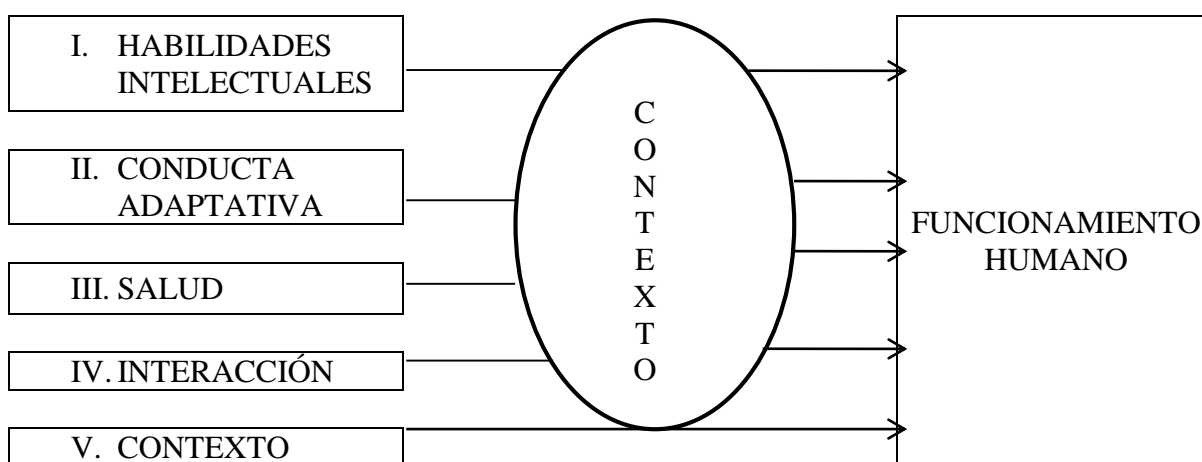 I. HABILIDADES
INTELECTUALES
II. CONDUCTA
ADAPTATIVA
III. SALUD
IV. INTERACCIÓN
V. CONTEXTO
C
O
N
T
E
X
T
O
FUNCIONAMIENTO
HUMANO